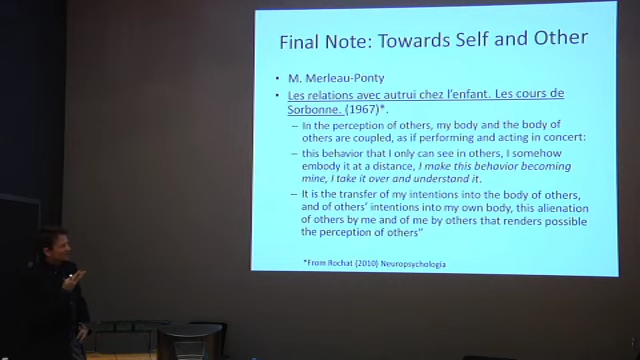 Final Note: Towards Self and Other
• M. Merleau-Ponty
• Les relations avec autrui chez l'enfant. Les cours de
Sorbonne. (1967)*.
– In the perception of others, my body and the body of
others are coupled, as if performing and acting in concert:
– this behavior that I only can see in others, I somehow
embody it at a distance, I make this behavior becoming
mine, I take it over and understand it.
– It is the transfer of my intentions into the body of others,
and of others' intentions into my own body, this alienation
of others by me and of me by others that renders possible
the perception of others"
*From Rochat (2010) Neuropsychologia